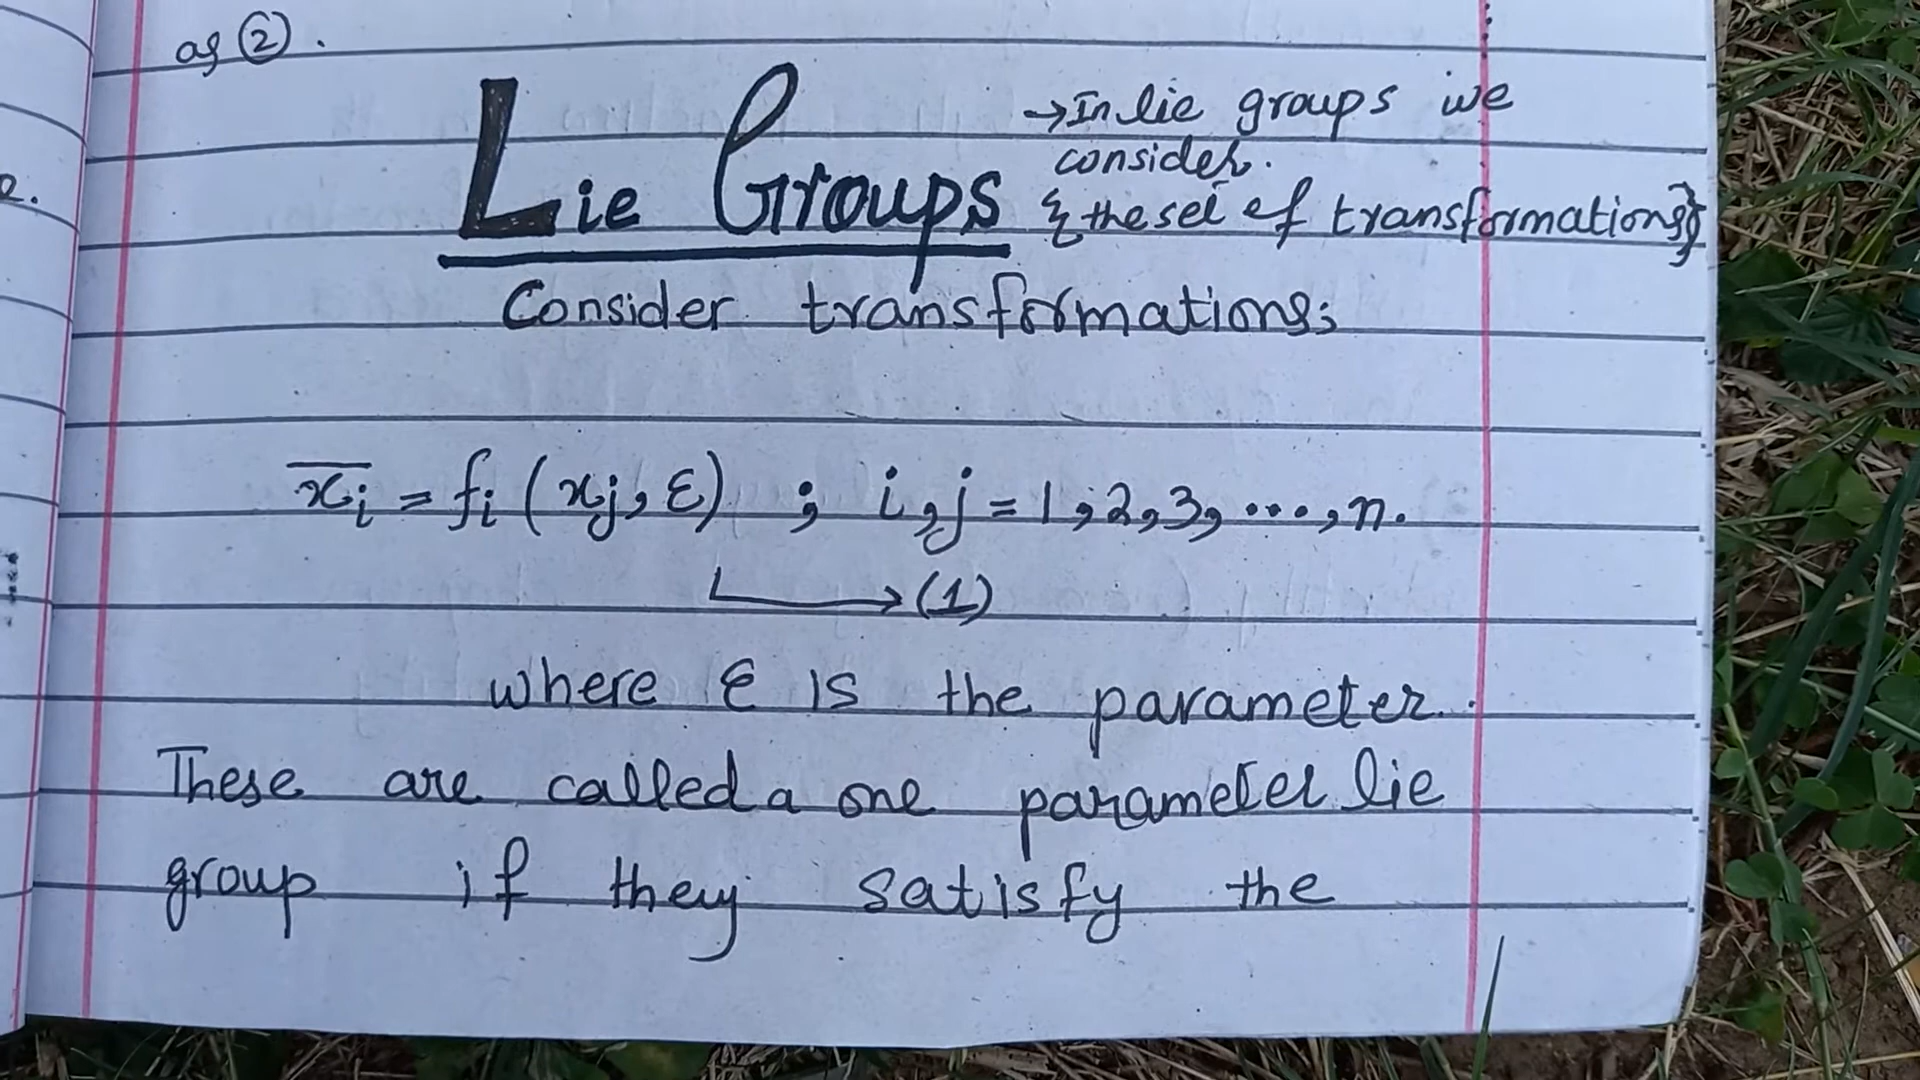 as ②.
Lie Groups
→In lie groups we
consider.
{the set of transformations}
Consider transformations;
x̄ᵢ = fᵢ (xⱼ, ε) ; i,j = 1,2,3, ...,n.
↳(1)
where ε is the parameter.
These are called a one parameter lie
group if they satisfy the